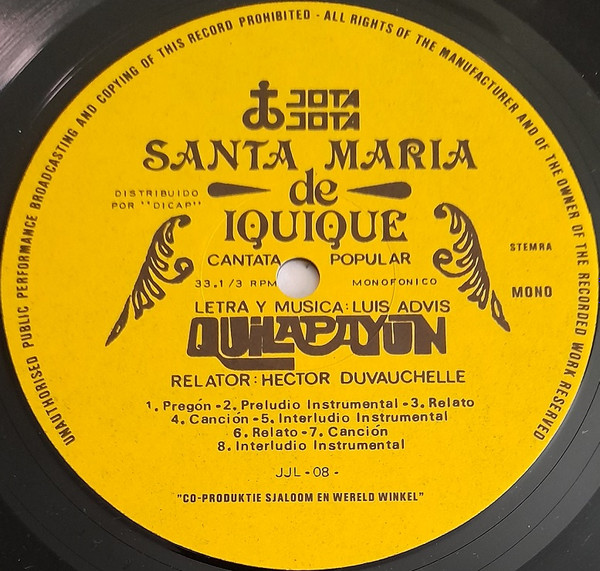 UNAUTHORISED PUBLIC PERFORMANCE BROADCASTING AND COPYING OF THIS RECORD PROHIBITED - ALL RIGHTS OF THE MANUFACTURER AND OF THE OWNER OF THE RECORDED WORK RESERVED
JOTA
JOTA
SANTA MARIA
DISTRIBUIDO
POR "DICAP"
de
IQUIQUE
STEMRA
CANTATA POPULAR
33.1/3 RPM MONOFONICO
MONO
LETRA Y MUSICA: LUIS ADVIS
QUILAPAYUN
RELATOR: HECTOR DUVAUCHELLE
1. Pregón - 2. Preludio Instrumental - 3. Relato
4. Canción - 5. Interludio Instrumental
6. Relato - 7. Canción
8. Interludio Instrumental
JJL - 08 -
"CO-PRODUKTIE SJALOOM EN WERELD WINKEL"